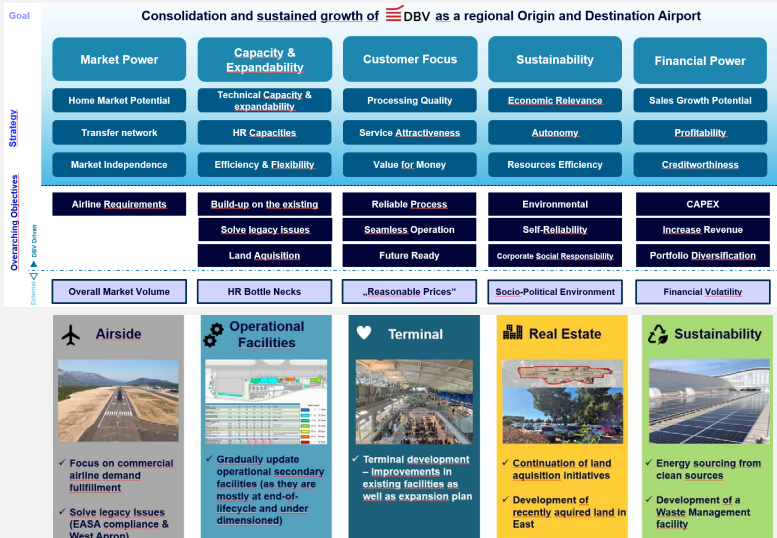 Goal
Consolidation and sustained growth of DBV as a regional Origin and Destination Airport
Strategy
Market Power
Capacity &
Expandability
Customer Focus
Sustainability
Financial Power
Home Market Potential
Technical Capacity &
expandability
Processing Quality
Economic Relevance
Sales Growth Potential
Transfer network
HR Capacities
Service Attractiveness
Autonomy
Profitability
Market Independence
Efficiency & Flexibility
Value for Money
Resources Efficiency
Creditworthiness
Overarching Objectives
DBV Driven
Airline Requirements
Build-up on the existing
Reliable Process
Environmental
CAPEX
Solve legacy issues
Seamless Operation
Self-Reliability
Increase Revenue
Land Aquisition
Future Ready
Corporate Social Responsibility
Portfolio Diversification
External
Overall Market Volume
HR Bottle Necks
„Reasonable Prices“
Socio-Political Environment
Financial Volatility
Airside
✓ Focus on commercial
airline demand
fullfillment
✓ Solve legacy Issues
(EASA compliance &
West Apron)
Operational
Facilities
✓ Gradually update
operational secondary
facilities (as they are
mostly at end-of-
lifecycle and under
dimensioned)
Terminal
✓ Terminal development
– improvements in
existing facilities as
well as expansion plan
Real Estate
✓ Continuation of land
aquisition initiatives
✓ Development of
recently aquired land in
East
Sustainability
✓ Energy sourcing from
clean sources
✓ Development of a
Waste Management
facility